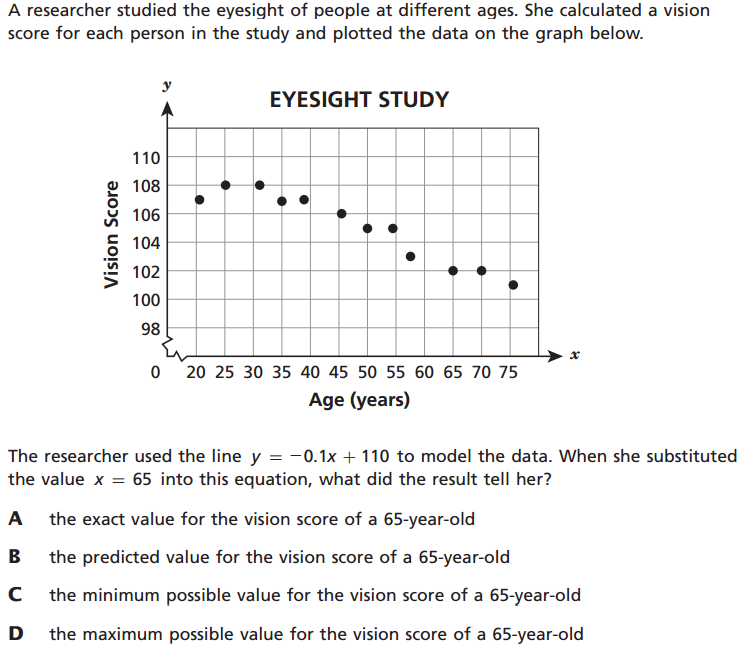 A researcher studied the eyesight of people at different ages. She calculated a vision
score for each person in the study and plotted the data on the graph below.
y
EYESIGHT STUDY
110
108
106
104
102
100
98
Vision Score
0 20 25 30 35 40 45 50 55 60 65 70 75
x
Age (years)
The researcher used the line y = −0.1x + 110 to model the data. When she substituted
the value x = 65 into this equation, what did the result tell her?
A the exact value for the vision score of a 65-year-old
B the predicted value for the vision score of a 65-year-old
C the minimum possible value for the vision score of a 65-year-old
D the maximum possible value for the vision score of a 65-year-old